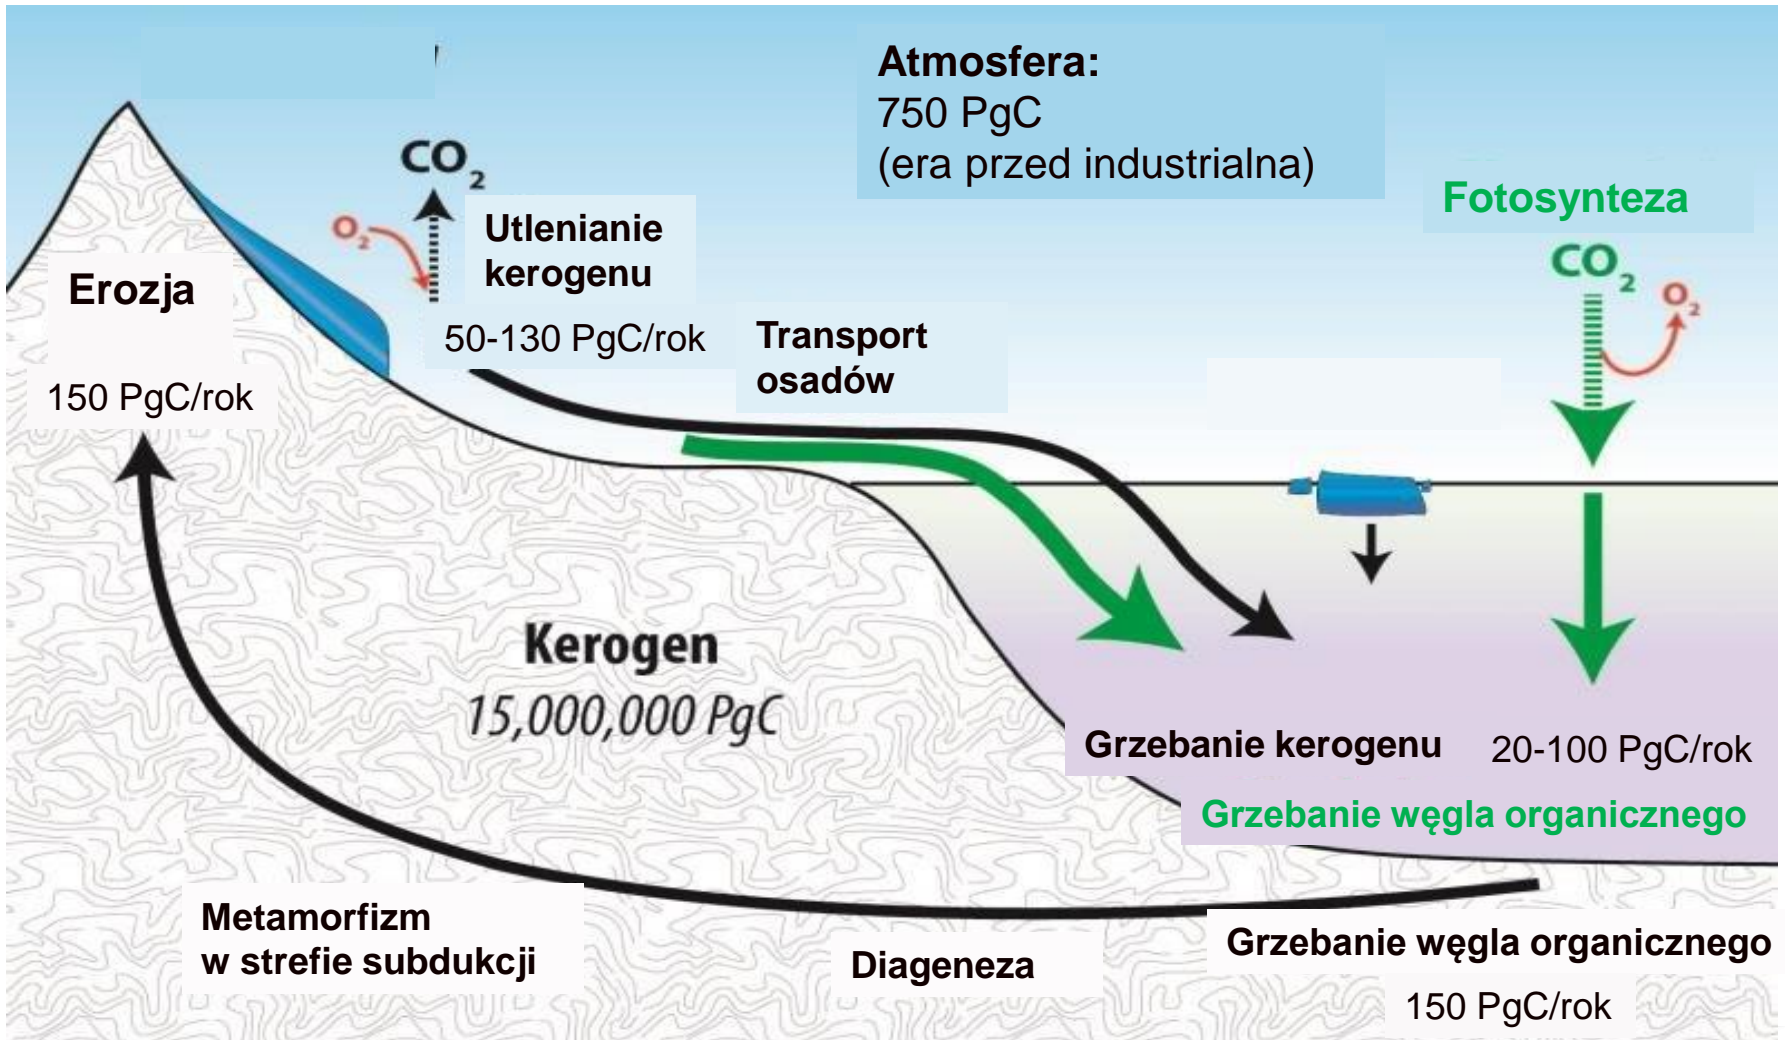 Atmosfera:
750 PgC
(era przed industrialna)
CO2
O2
Utlenianie
kerogenu
50-130 PgC/rok
Erozja
150 PgC/rok
Transport
osadów
Fotosynteza
CO2
O2
Kerogen
15,000,000 PgC
Grzebanie kerogenu 20-100 PgC/rok
Grzebanie węgla organicznego
Metamorfizm
w strefie subdukcji
Diageneza
Grzebanie węgla organicznego
150 PgC/rok